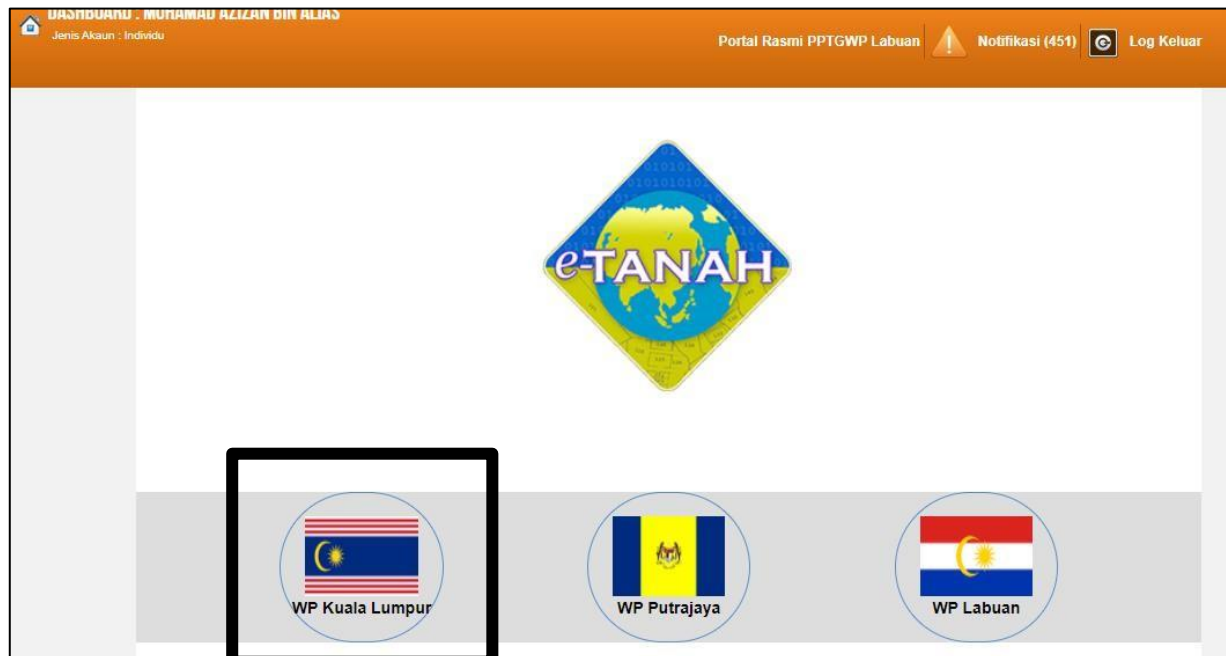 DASHBOARD : MUHAMAD AZIZAN BIN ALIAS
Jenis Akaun : Individu
Portal Rasmi PPTGWP Labuan
Notifikasi (451)
Log Keluar
e-TANAH
WP Kuala Lumpur
WP Putrajaya
WP Labuan